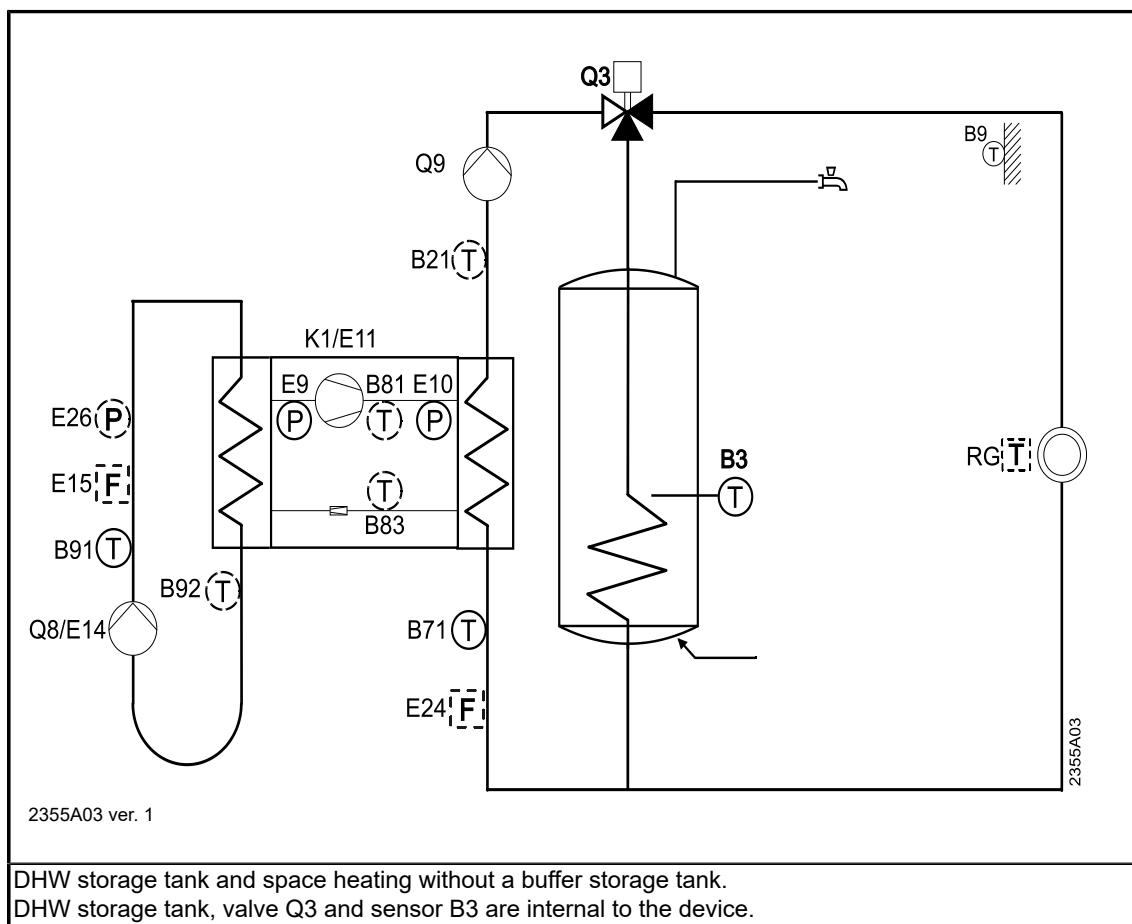 Q3
B9
T
Q9
B21 T
K1/E11
E9 B81 E10
P T P
E26 P
E15 F
T
B83
B3
T
RG T
B91 T
B92 T
Q8/E14
B71 T
E24 F
2355A03
2355A03 ver. 1
DHW storage tank and space heating without a buffer storage tank.
DHW storage tank, valve Q3 and sensor B3 are internal to the device.